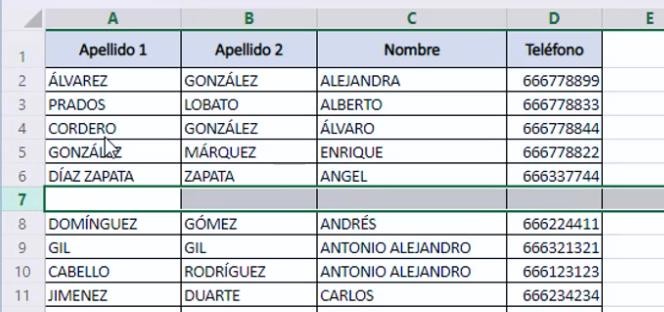 A B C D E
1 Apellido 1 Apellido 2 Nombre Teléfono
2 ÁLVAREZ GONZÁLEZ ALEJANDRA 666778899
3 PRADOS LOBATO ALBERTO 666778833
4 CORDERO GONZÁLEZ ÁLVARO 666778844
5 GONZÁLEZ MÁRQUEZ ENRIQUE 666778822
6 DÍAZ ZAPATA ZAPATA ANGEL 666337744
7
8 DOMÍNGUEZ GÓMEZ ANDRÉS 666224411
9 GIL GIL ANTONIO ALEJANDRO 666321321
10 CABELLO RODRÍGUEZ ANTONIO ALEJANDRO 666123123
11 JIMENEZ DUARTE CARLOS 666234234